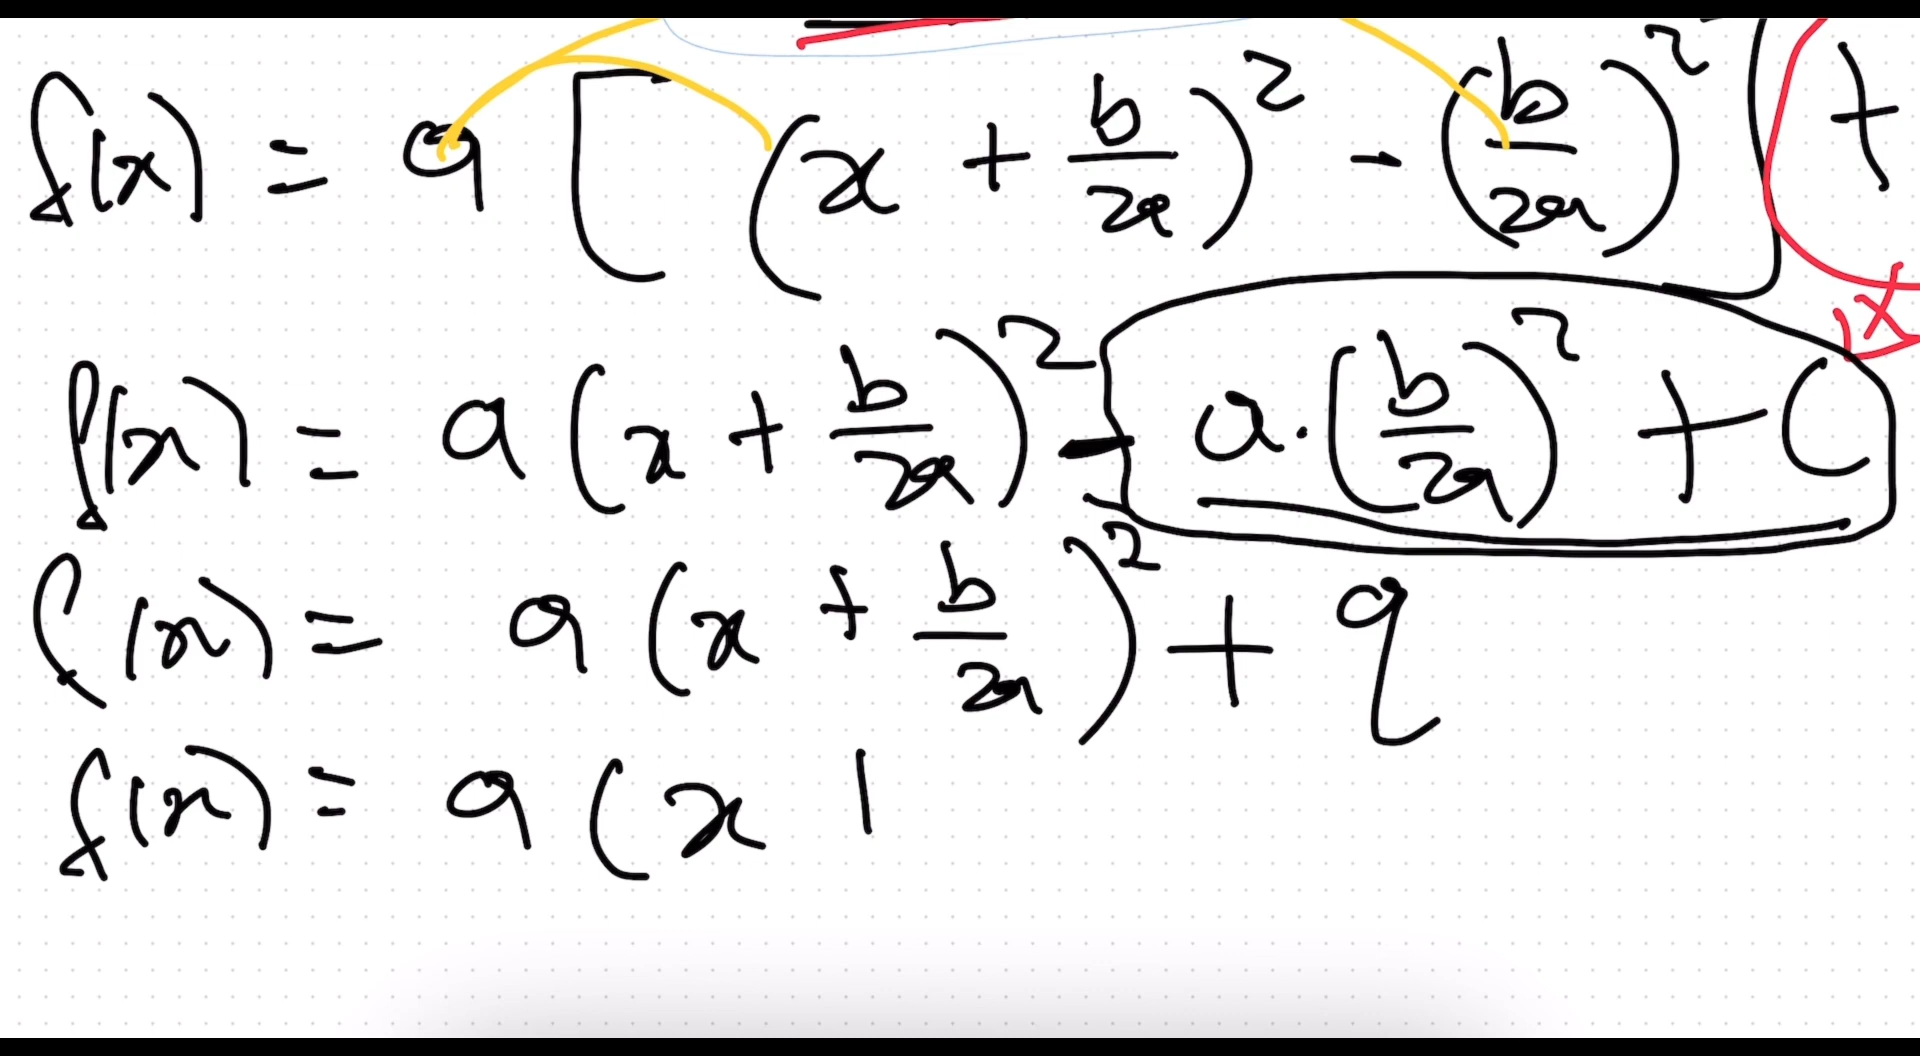 f(x) = a [ (x + b/2a)² - (b/2a)² ] +
f(x) = a (x + b/2a)² - a·(b/2a)² + C
f(x) = a (x + b/2a)² + q
f(x) = a (x |